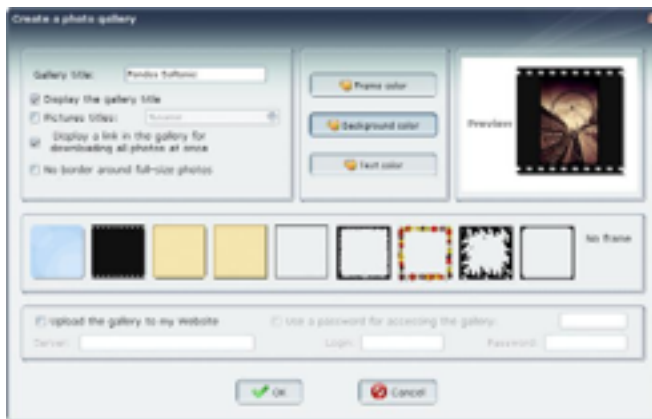 Create a photo gallery
Gallery title:
Display the gallery title
Pictures titles:
Display a link in the gallery for
downloading all photos at once
No border around full-size photos
Frame color
Background color
Text color
Preview
No frame
Upload the gallery to my Website
Use a password for accessing the gallery:
Server:
Login:
Password:
OK
Cancel